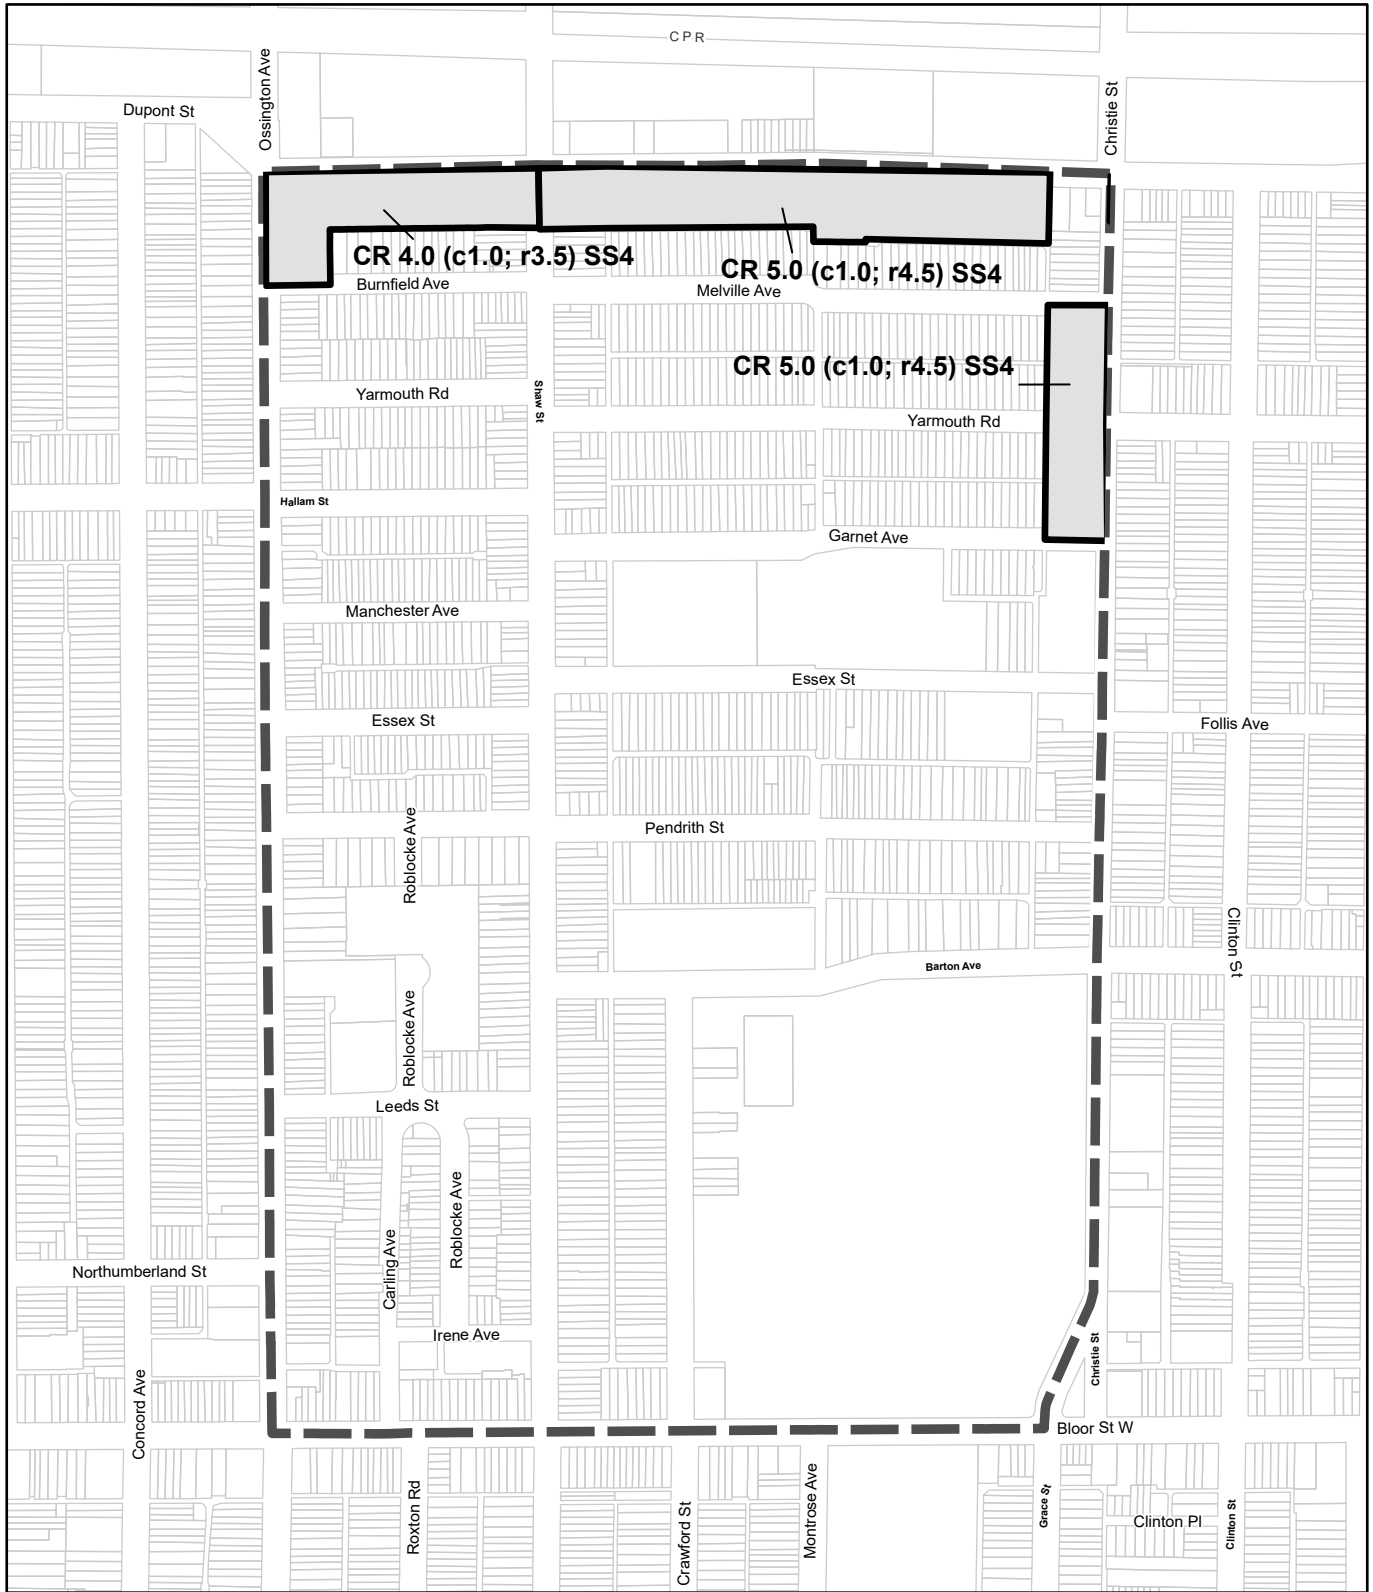 CPR
Ossington Ave
Christie St
Dupont St
CR 4.0 (c1.0; r3.5) SS4
CR 5.0 (c1.0; r4.5) SS4
Burnfield Ave
Melville Ave
CR 5.0 (c1.0; r4.5) SS4
Yarmouth Rd
Shaw St
Yarmouth Rd
Hallam St
Garnet Ave
Manchester Ave
Essex St
Essex St
Follis Ave
Pendrith St
Roblocke Ave
Clinton St
Barton Ave
Roblocke Ave
Leeds St
Roblocke Ave
Carling Ave
Northumberland St
Irene Ave
Christie St
Concord Ave
Bloor St W
Roxton Rd
Crawford St
Montrose Ave
Grace St
Clinton Pl
Clinton St